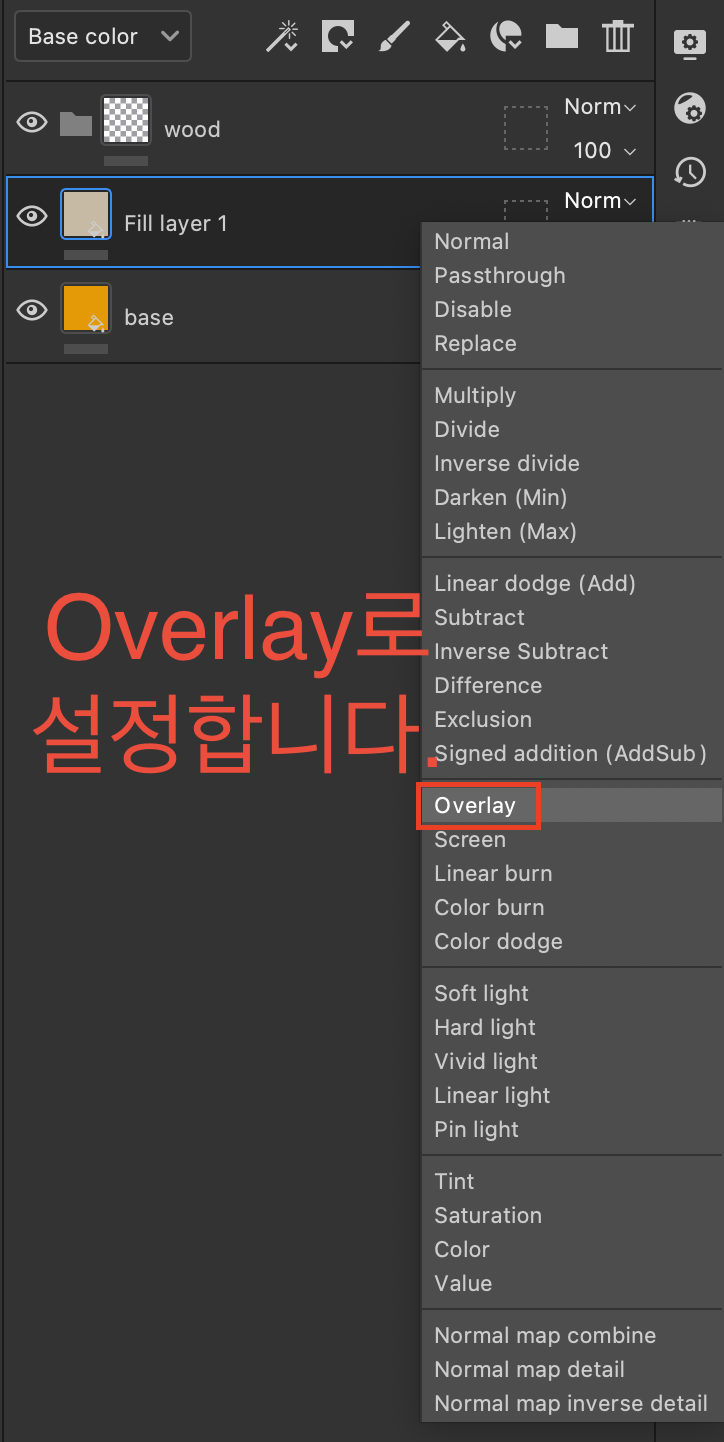 Base color
wood
Norm
100
Fill layer 1
Norm
base
Normal
Passthrough
Disable
Replace
Multiply
Divide
Inverse divide
Darken (Min)
Lighten (Max)
Linear dodge (Add)
Subtract
Inverse Subtract
Difference
Exclusion
Signed addition (AddSub)
Overlay
Screen
Linear burn
Color burn
Color dodge
Soft light
Hard light
Vivid light
Linear light
Pin light
Tint
Saturation
Color
Value
Normal map combine
Normal map detail
Normal map inverse detail
Overlay로
설정합니다.